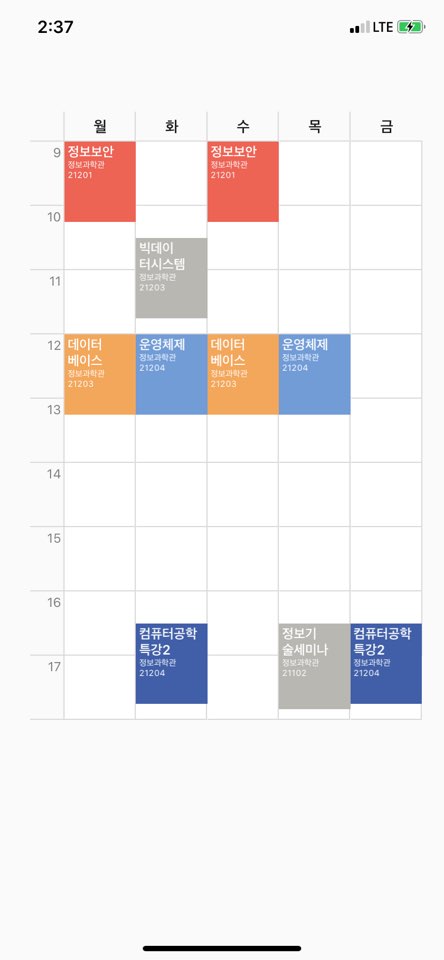 2:37
LTE
월 화 수 목 금
9
정보보안
정보과학관
21201
정보보안
정보과학관
21201
10
빅데이
터시스템
정보과학관
21203
11
12
데이터
베이스
정보과학관
21203
운영체제
정보과학관
21204
데이터
베이스
정보과학관
21203
운영체제
정보과학관
21204
13
14
15
16
컴퓨터공학
특강2
정보과학관
21204
정보기
술세미나
정보과학관
21102
컴퓨터공학
특강2
정보과학관
21204
17